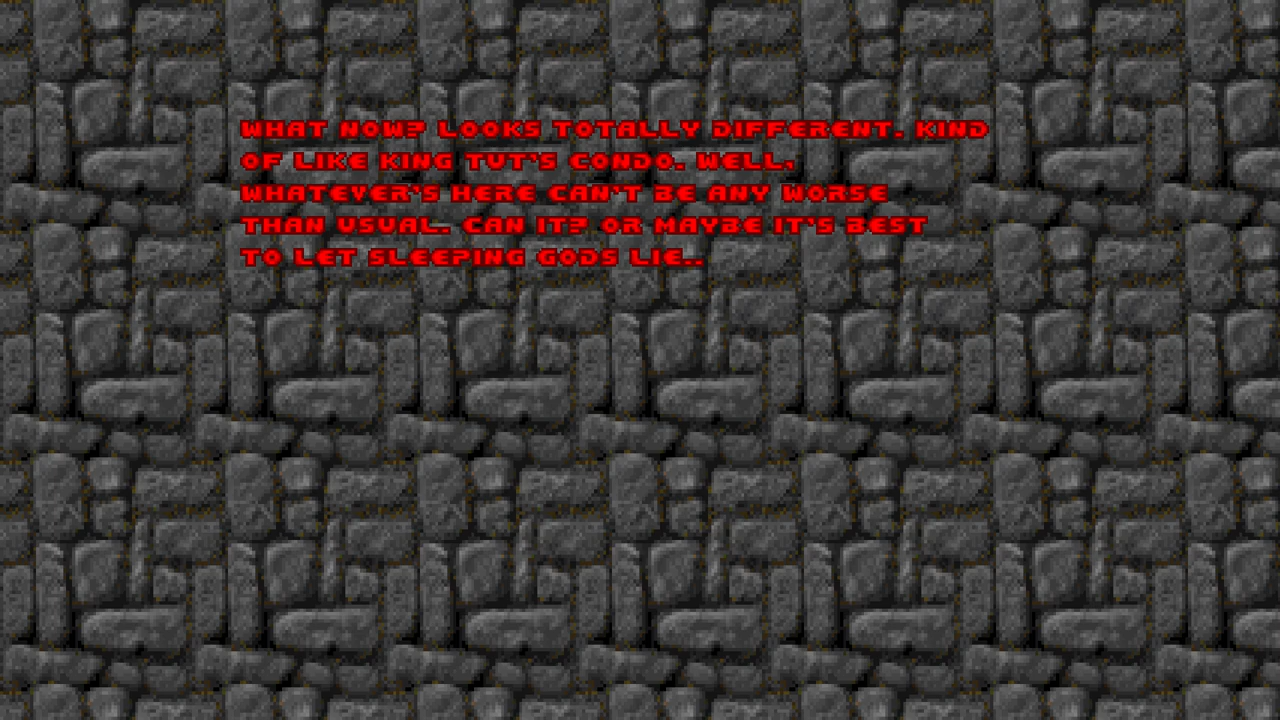 WHAT NOW? LOOKS TOTALLY DIFFERENT. KIND
OF LIKE KING TUT'S CONDO. WELL,
WHATEVER'S HERE CAN'T BE ANY WORSE
THAN USUAL. CAN IT? OR MAYBE IT'S BEST
TO LET SLEEPING GODS LIE..